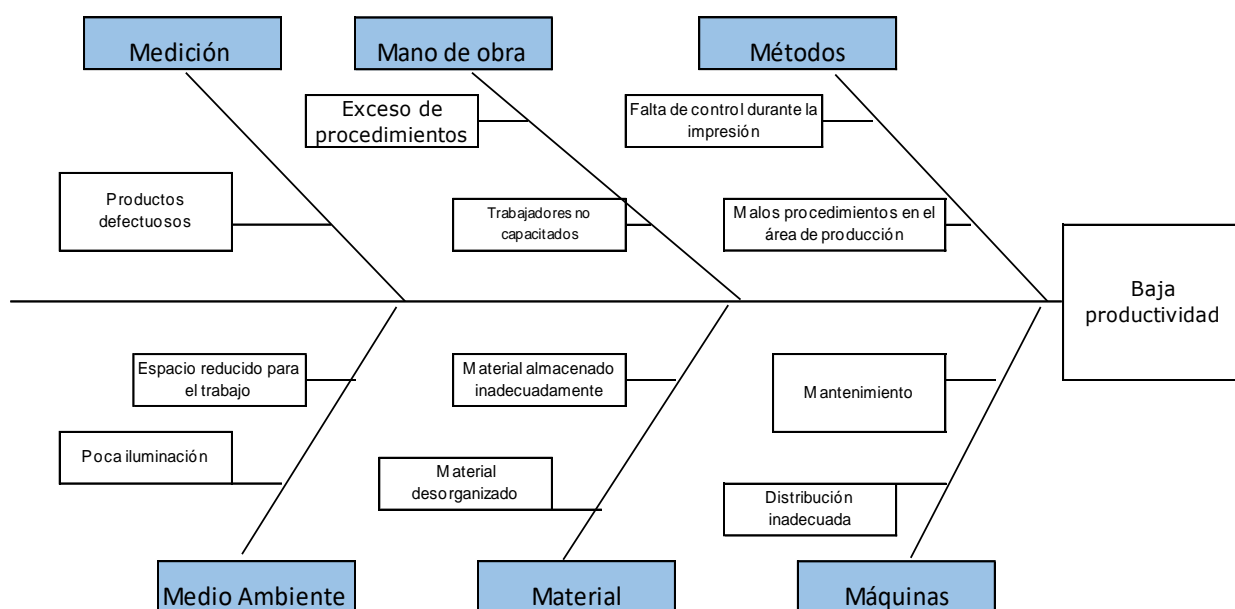 Medición
Mano de obra
Métodos
Exceso de
procedimientos
Falta de control durante la
impresión
Productos
defectuosos
Trabajadores no
capacitados
Malos procedimientos en el
área de producción
Baja
productividad
Espacio reducido para
el trabajo
Material almacenado
inadecuadamente
Mantenimiento
Poca iluminación
Material
desorganizado
Distribución
inadecuada
Medio Ambiente
Material
Máquinas